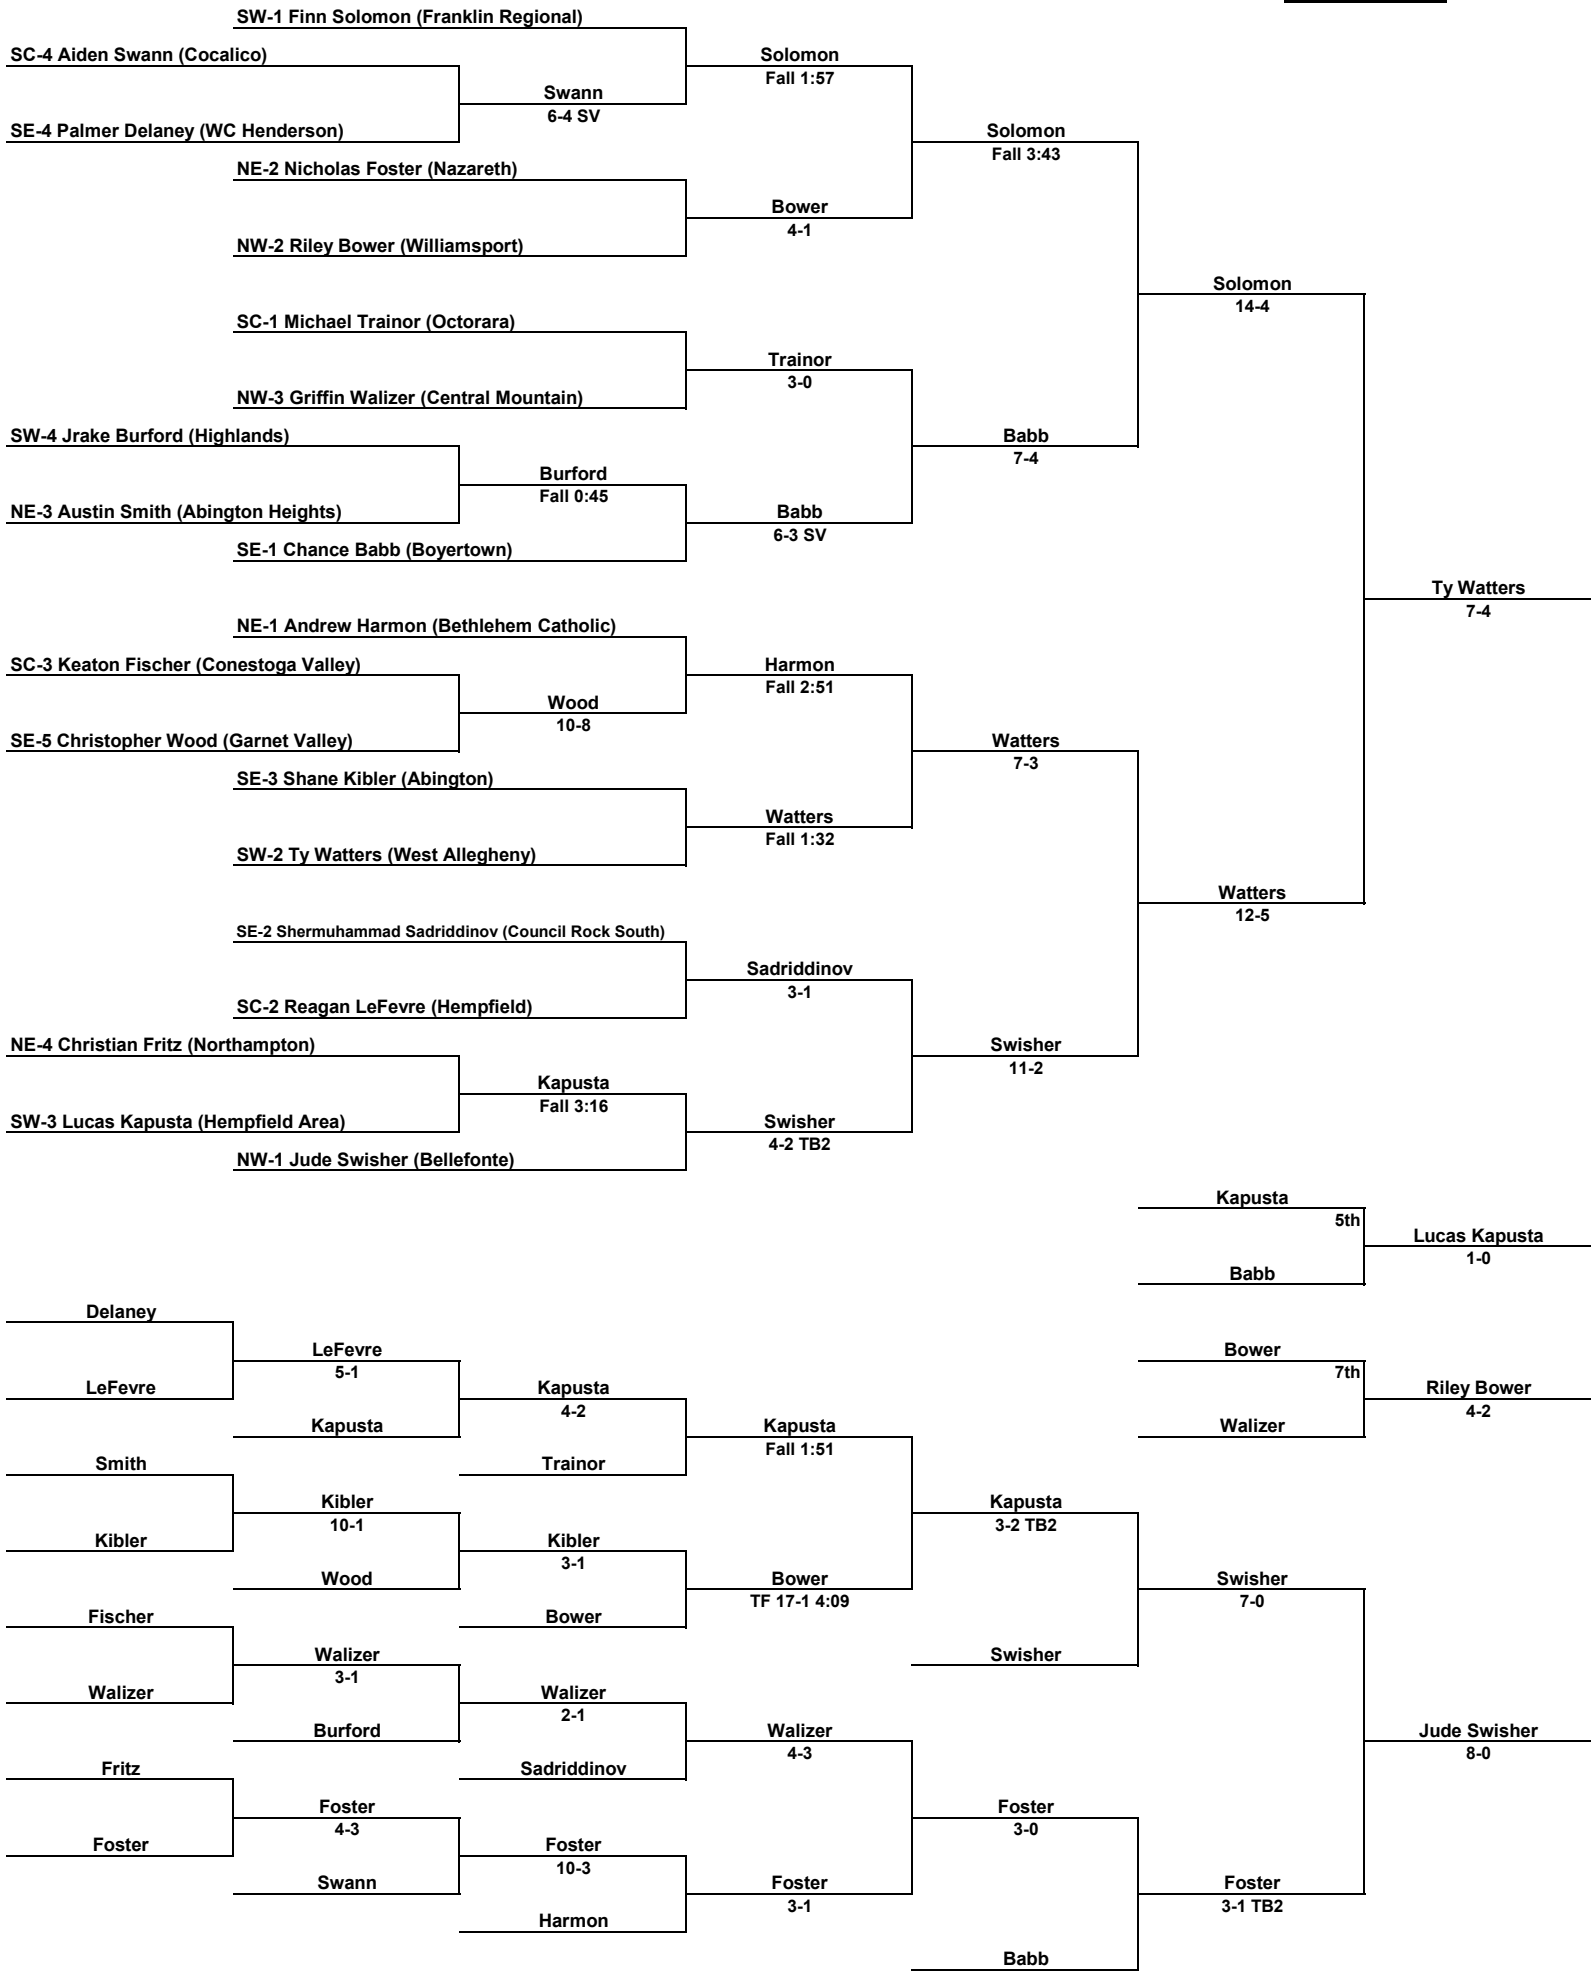 SW-1 Finn Solomon (Franklin Regional)
SC-4 Aiden Swann (Cocalico)
Solomon
Fall 1:57
Swann
6-4 SV
SE-4 Palmer Delaney (WC Henderson)
Solomon
Fall 3:43
NE-2 Nicholas Foster (Nazareth)
Bower
4-1
NW-2 Riley Bower (Williamsport)
Solomon
14-4
SC-1 Michael Trainor (Octorara)
Trainor
3-0
NW-3 Griffin Walizer (Central Mountain)
SW-4 Jrake Burford (Highlands)
Babb
7-4
Burford
Fall 0:45
NE-3 Austin Smith (Abington Heights)
Babb
6-3 SV
SE-1 Chance Babb (Boyertown)
Ty Watters
7-4
NE-1 Andrew Harmon (Bethlehem Catholic)
SC-3 Keaton Fischer (Conestoga Valley)
Harmon
Fall 2:51
Wood
10-8
SE-5 Christopher Wood (Garnet Valley)
Watters
7-3
SE-3 Shane Kibler (Abington)
Watters
Fall 1:32
SW-2 Ty Watters (West Allegheny)
Watters
12-5
SE-2 Shermuhammad Sadriddinov (Council Rock South)
Sadriddinov
3-1
SC-2 Reagan LeFevre (Hempfield)
NE-4 Christian Fritz (Northampton)
Swisher
11-2
Kapusta
Fall 3:16
SW-3 Lucas Kapusta (Hempfield Area)
Swisher
4-2 TB2
NW-1 Jude Swisher (Bellefonte)
Kapusta
5th
Lucas Kapusta
1-0
Babb
Delaney
LeFevre
5-1
Bower
7th
LeFevre
Kapusta
4-2
Riley Bower
4-2
Kapusta
Kapusta
Fall 1:51
Walizer
Smith
Trainor
Kibler
10-1
Kapusta
3-2 TB2
Kibler
Kibler
3-1
Wood
Bower
TF 17-1 4:09
Swisher
7-0
Fischer
Bower
Walizer
3-1
Swisher
Walizer
Walizer
2-1
Burford
Walizer
4-3
Jude Swisher
8-0
Fritz
Sadriddinov
Foster
4-3
Foster
3-0
Foster
Foster
10-3
Swann
Foster
3-1
Foster
3-1 TB2
Harmon
Babb